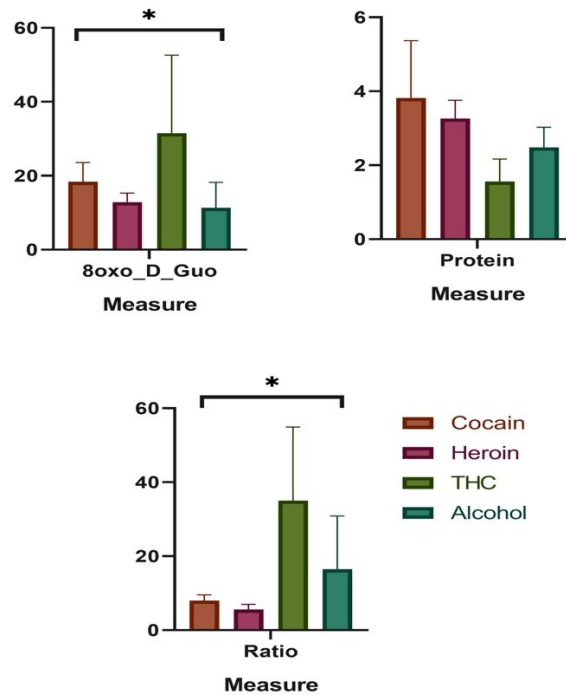 *
60
40
20
0
8oxo_D_Guo
Measure
6
4
2
0
Protein
Measure
*
60
40
20
0
Ratio
Measure
Cocain
Heroin
THC
Alcohol